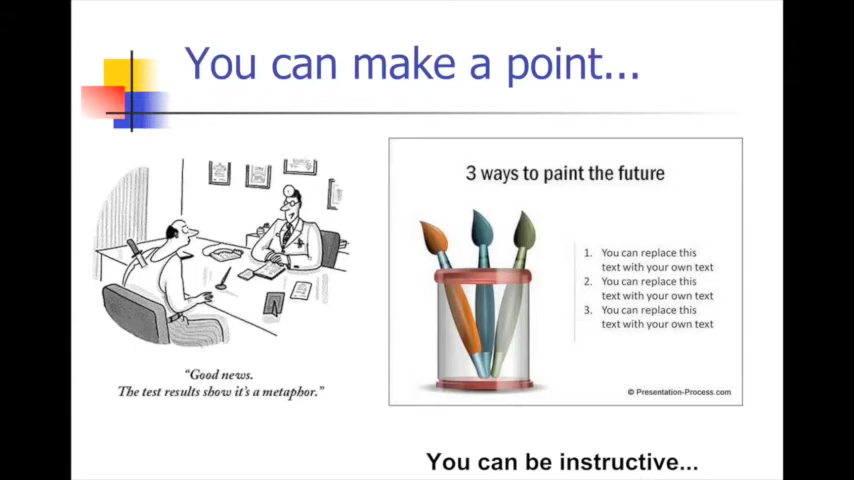 You can make a point...
"Good news.
The test results show it's a metaphor."
3 ways to paint the future
1. You can replace this
text with your own text
2. You can replace this
text with your own text
3. You can replace this
text with your own text
© Presentation-Process.com
You can be instructive...